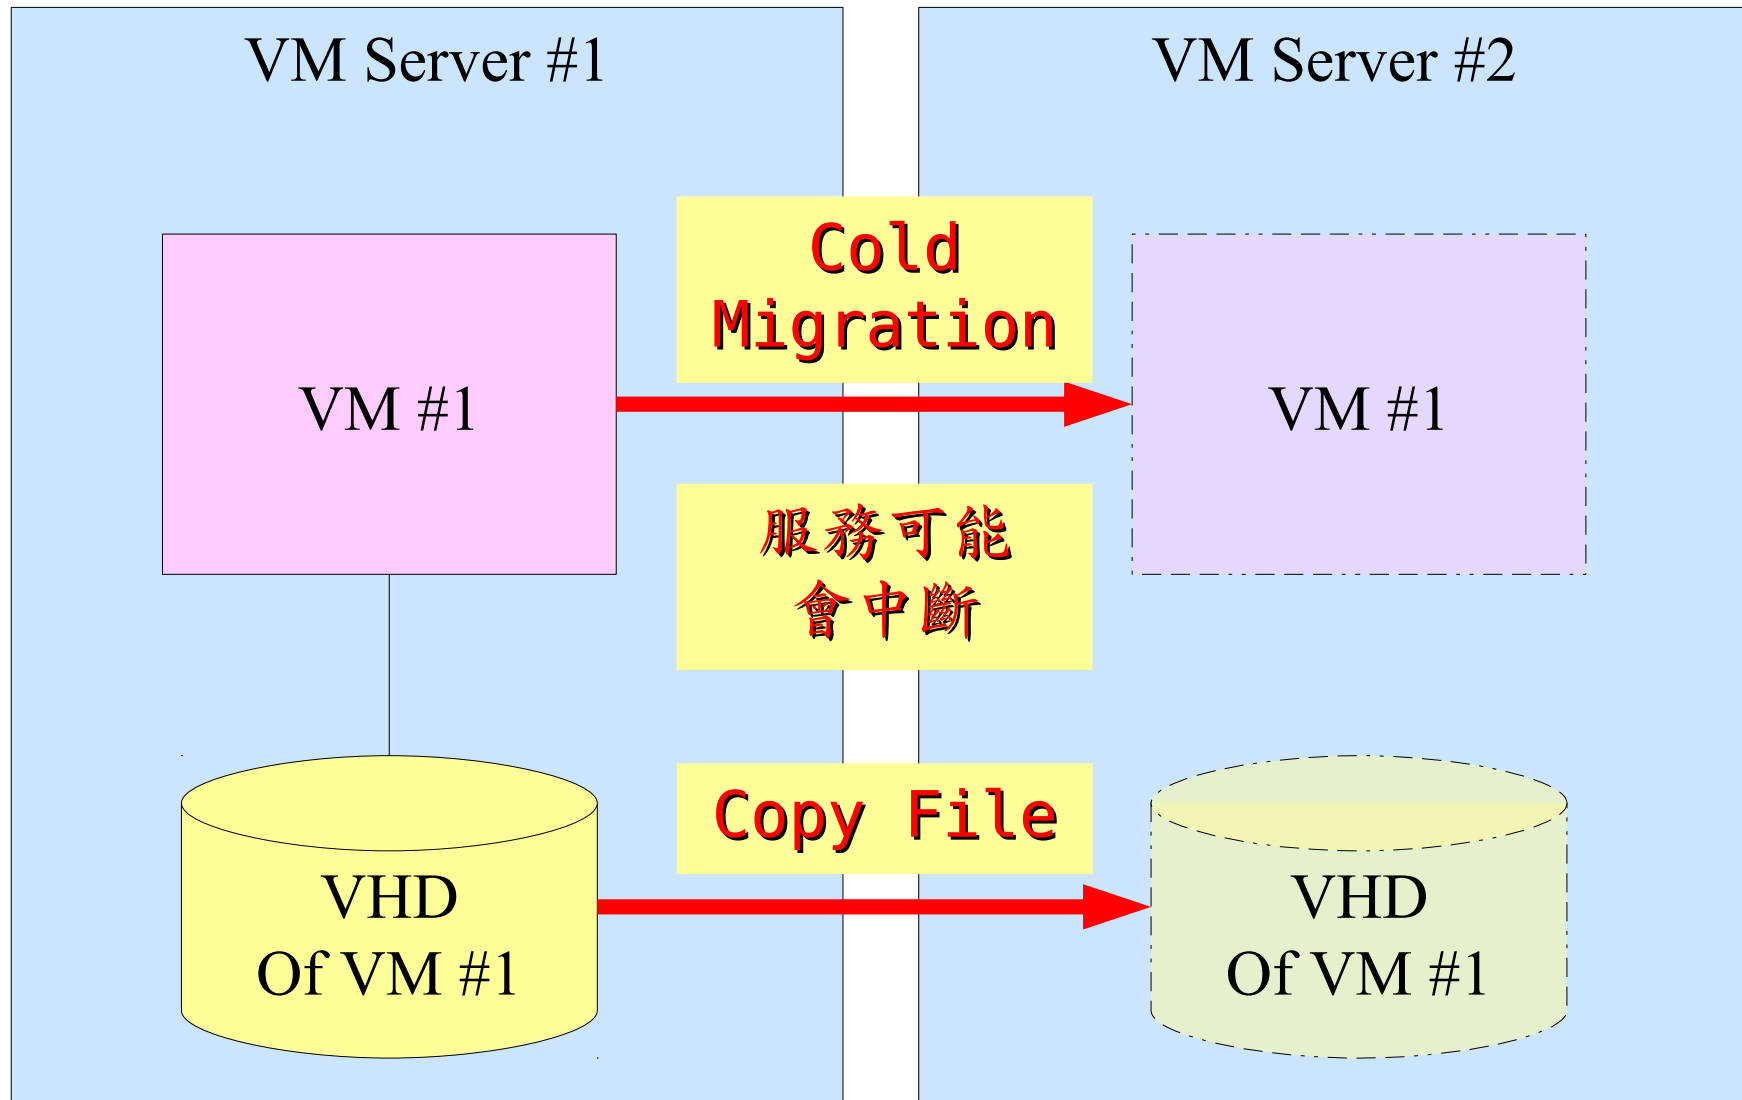 VM Server #1
VM Server #2
Cold
Migration
VM #1
VM #1
服務可能
會中斷
Copy File
VHD
Of VM #1
VHD
Of VM #1